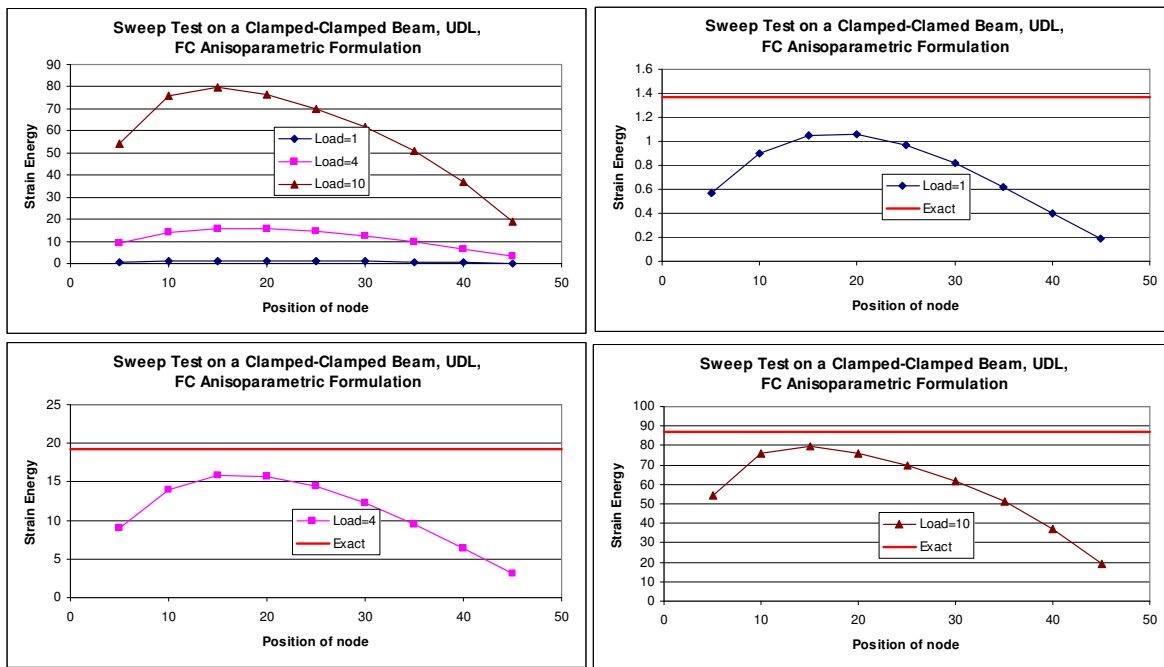 Sweep Test on a Clamped-Clamped Beam, UDL,
FC Anisoparametric Formulation
90
80
70
60
50
40
30
20
10
0
Strain Energy
Load=1
Load=4
Load=10
0 10 20 30 40 50
Position of node
Sweep Test on a Clamped-Clamed Beam, UDL,
FC Anisoparametric Formulation
1.6
1.4
1.2
1
0.8
0.6
0.4
0.2
0
Strain Energy
Load=1
Exact
0 10 20 30 40 50
Position of node
Sweep Test on a Clamped-Clamped Beam, UDL,
FC Anisoparametric Formulation
25
20
15
10
5
0
Strain Energy
Load=4
Exact
0 10 20 30 40 50
Position of node
Sweep Test on a Clamped-Clamped Beam, UDL,
FC Anisoparametric Formulation
100
90
80
70
60
50
40
30
20
10
0
Strain Energy
Load=10
Exact
0 10 20 30 40 50
Position of node